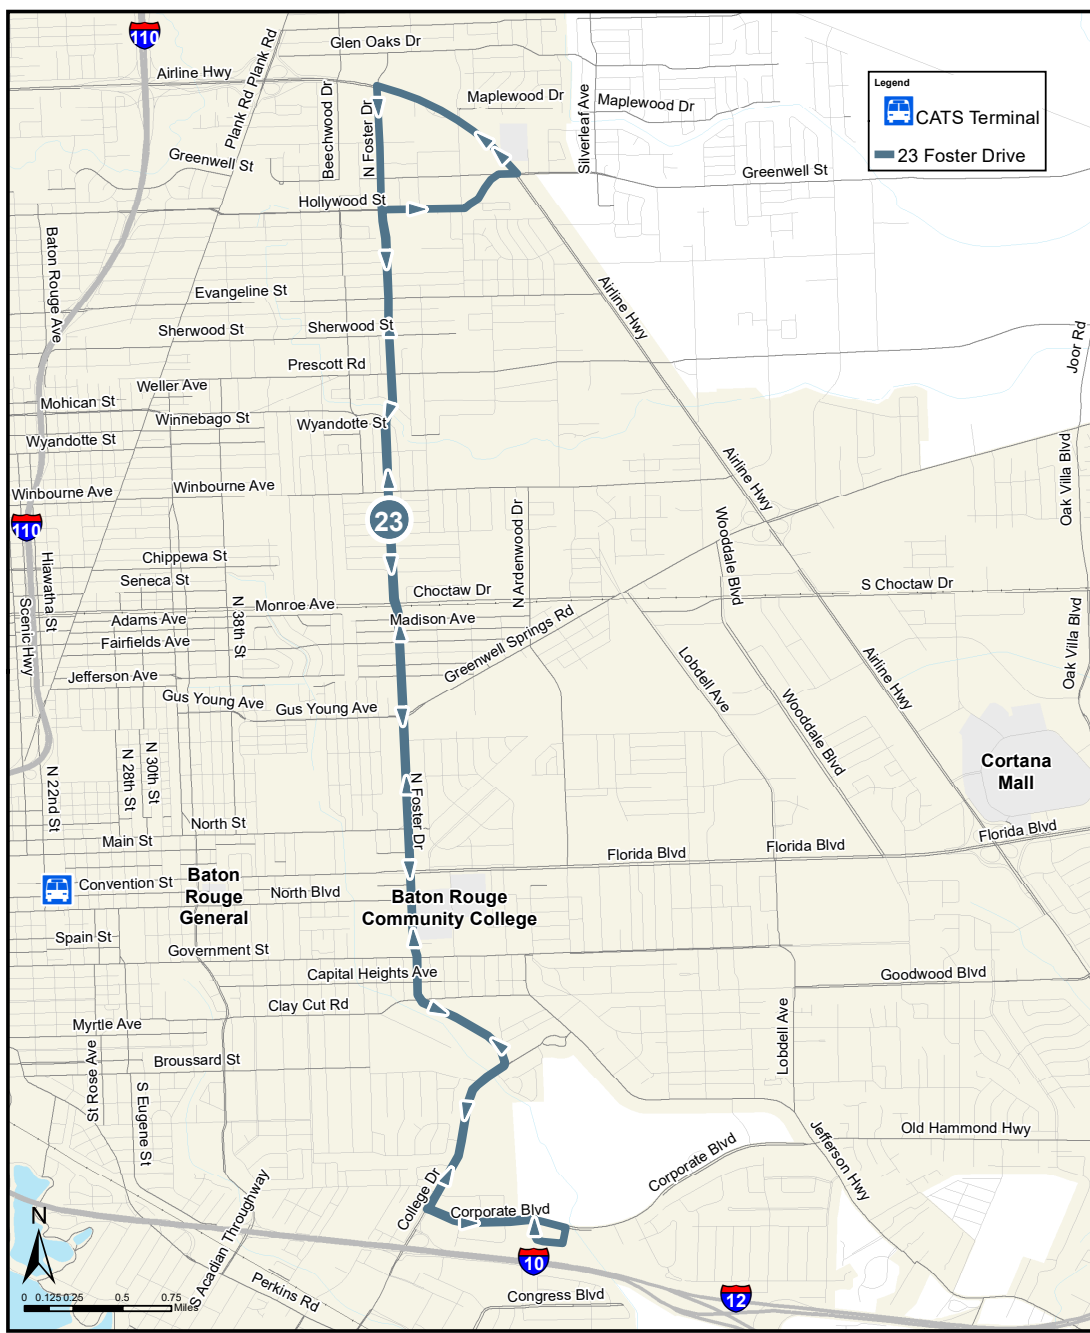 110
Glen Oaks Dr
Plank Rd
Airline Hwy
Plank Rd
Beechwood Dr
N Foster Dr
Maplewood Dr
Silverleaf Ave
Maplewood Dr
Legend
CATS Terminal
23 Foster Drive
Greenwell St
Greenwell St
Hollywood St
Baton Rouge Ave
Evangeline St
Airline Hwy
Sherwood St
Sherwood St
Joor Rd
Prescott Rd
Weller Ave
Mohican St
Winnebago St
Wyandotte St
Wyandotte St
Airline Hwy
Oak Villa Blvd
Winbourne Ave
Winbourne Ave
110
23
N Ardenwood Dr
Wooddale Blvd
Chippewa St
Hiawatha St
Seneca St
Choctaw Dr
S Choctaw Dr
Scenic Hwy
N 38th St
Monroe Ave
Adams Ave
Madison Ave
Oak Villa Blvd
Fairfields Ave
Greenwell Springs Rd
Jefferson Ave
Lobdell Ave
Airline Hwy
Gus Young Ave
Gus Young Ave
Wooddale Blvd
Cortana
Mall
N 22nd St
N 28th St
N 30th St
N Foster Dr
North St
Main St
Florida Blvd
Florida Blvd
Florida Blvd
Convention St
Baton
Rouge
General
North Blvd
Baton Rouge
Community College
Spain St
Government St
Capital Heights Ave
Goodwood Blvd
Clay Cut Rd
Myrtle Ave
Lobdell Ave
Broussard St
St Rose Ave
S Eugene St
Old Hammond Hwy
Jefferson Hwy
Corporate Blvd
College Dr
Corporate Blvd
S Acadian Throughway
N
10
12
Perkins Rd
Congress Blvd
0 0.125 0.25 0.5 0.75
Miles